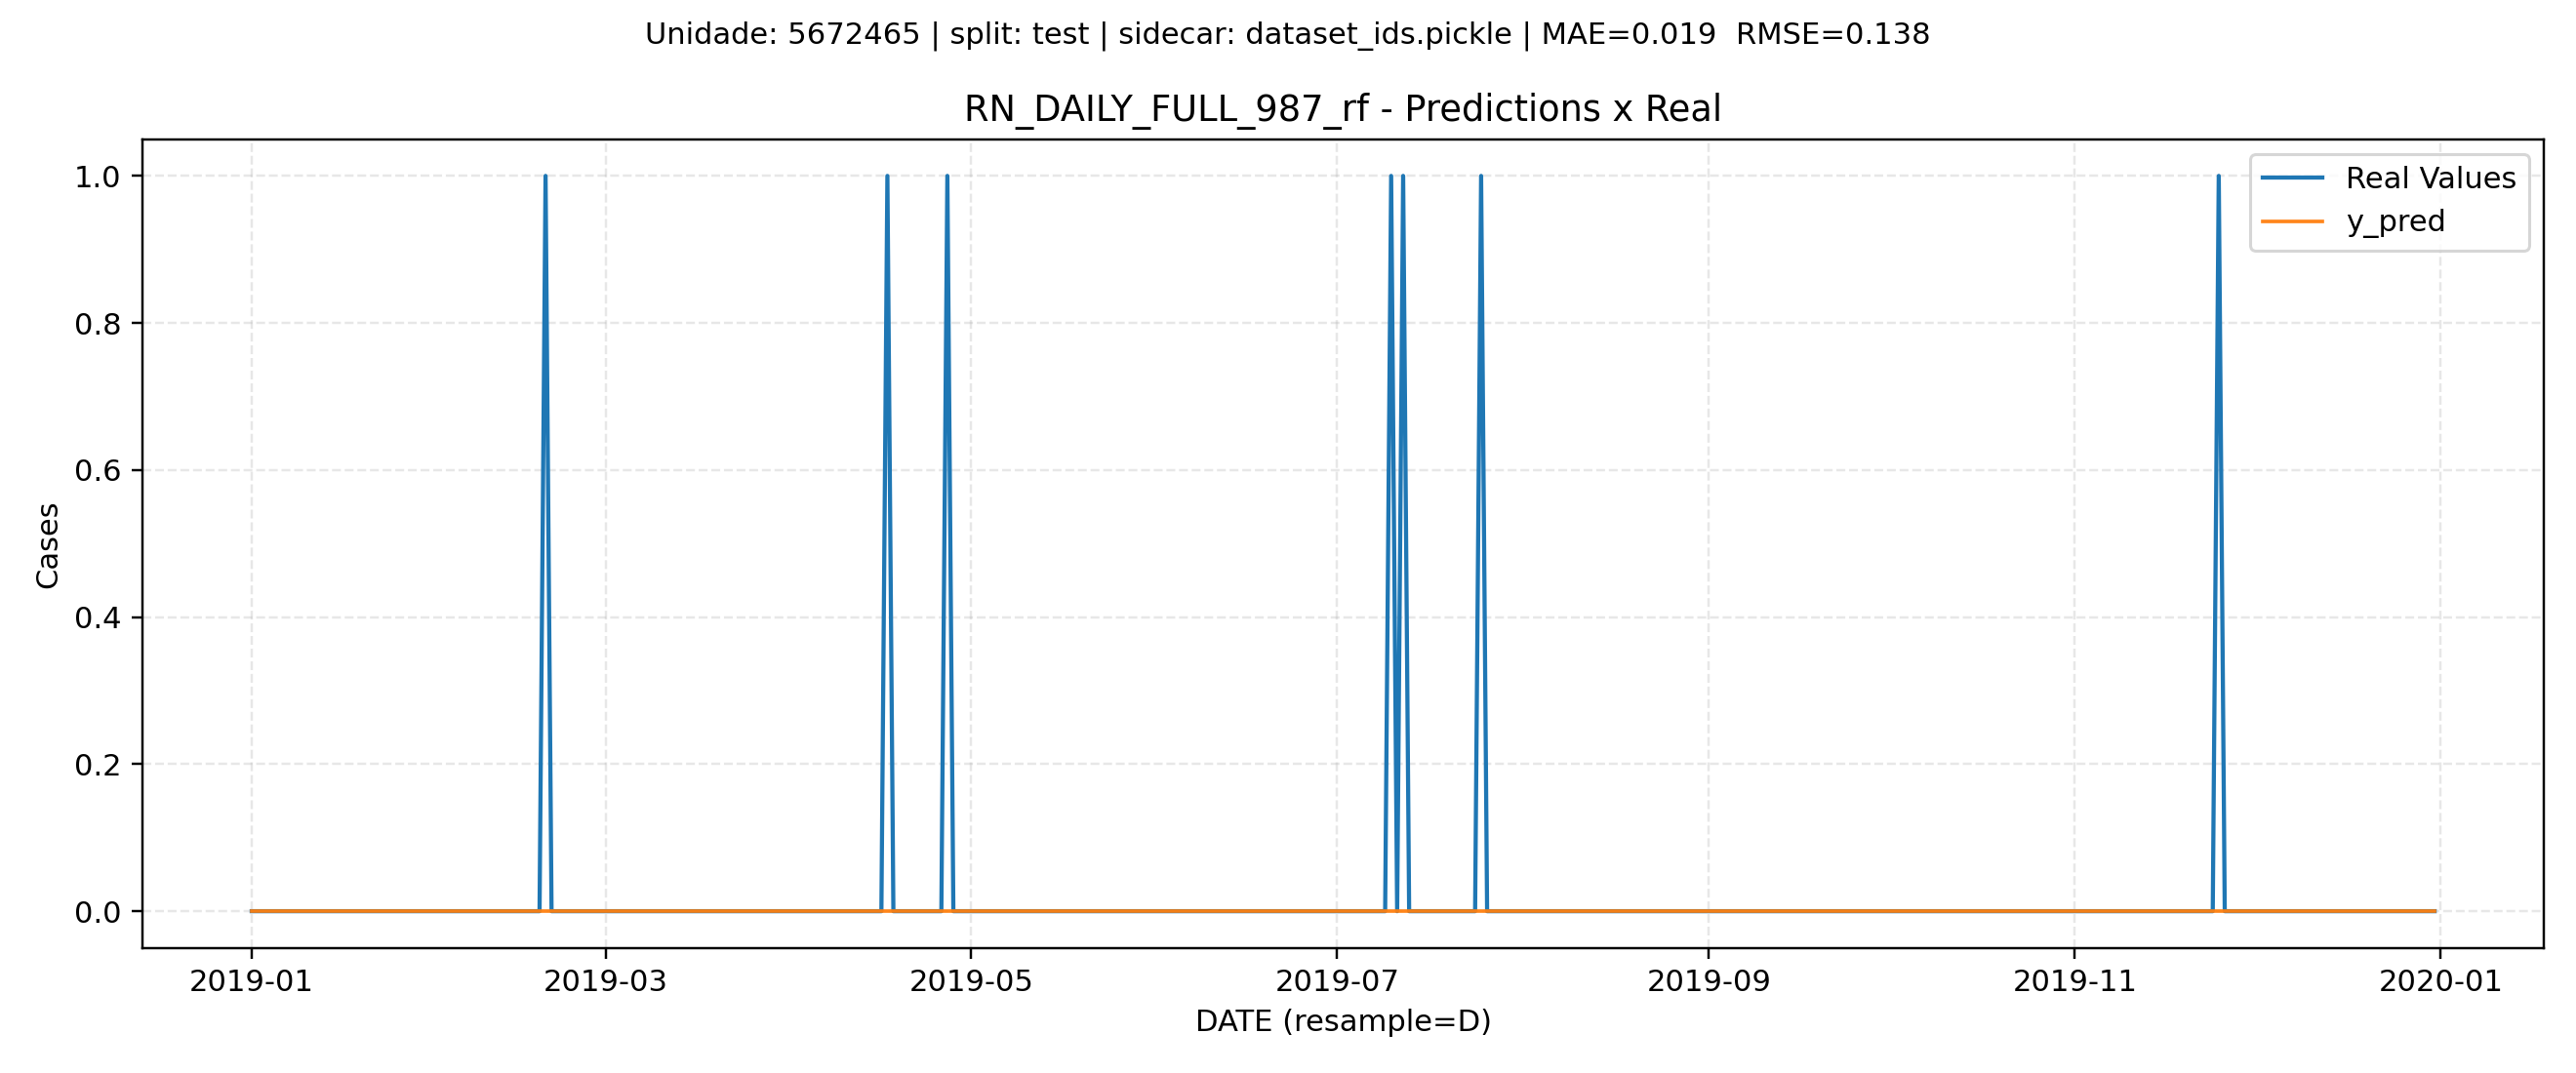 Unidade: 5672465 | split: test | sidecar: dataset_ids.pickle | MAE=0.019  RMSE=0.138
RN_DAILY_FULL_987_rf - Predictions x Real
Real Values
y_pred
1.0
0.8
0.6
0.4
0.2
0.0
Cases
2019-01
2019-03
2019-05
2019-07
2019-09
2019-11
2020-01
DATE (resample=D)